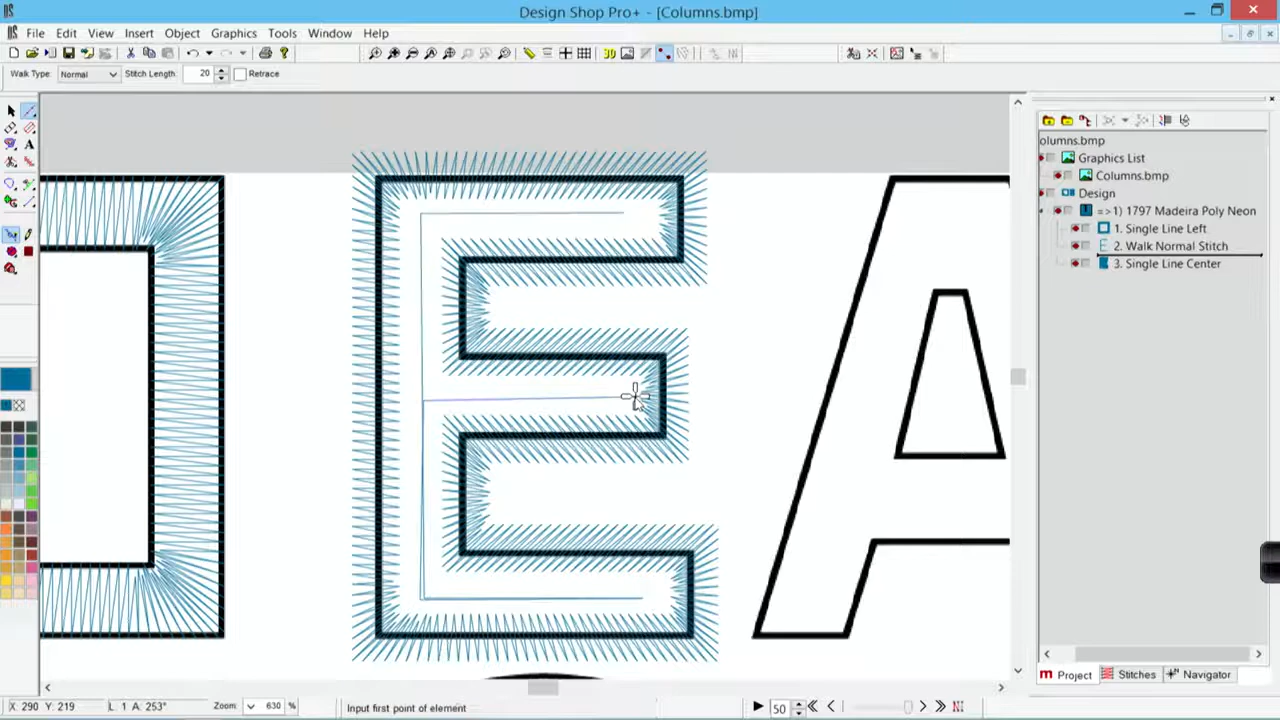 Design Shop Pro+ - [Columns.bmp]
File Edit View Insert Object Graphics Tools Window Help
3D
Walk Type: Normal Stitch Length: 20 Retrace
A
olumns.bmp
Graphics List
Columns.bmp
Design
=>1) 1797 Madeira Poly Neon
1. Single Line Left
2. Walk Normal Stitch
3. Single Line Center
E A
m Project Stitches Navigator
X: 290 Y: 219 L: 1 A: 253° Zoom: 630 % Input first point of element 50